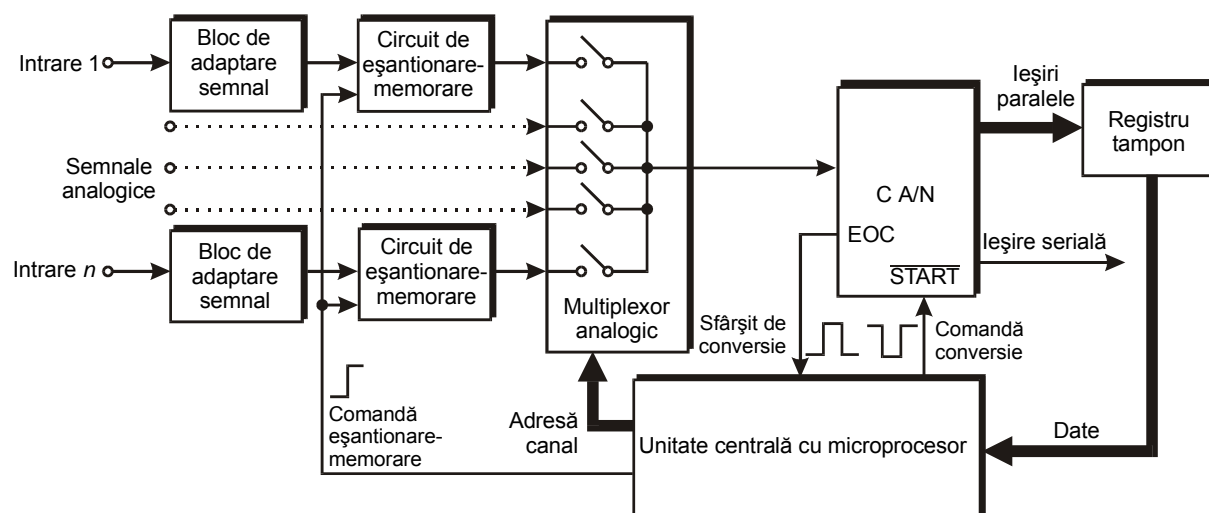 Intrare 1
Bloc de
adaptare
semnal
Circuit de
eşantionare-
memorare
Semnale
analogice
Intrare n
Bloc de
adaptare
semnal
Circuit de
eşantionare-
memorare
Multiplexor
analogic
C A/N
EOC
START
Ieşiri
paralele
Registru
tampon
Ieşire serială
Sfârşit de
conversie
Comandă
conversie
Comandă
eşantionare-
memorare
Adresă
canal
Unitate centrală cu microprocesor
Date